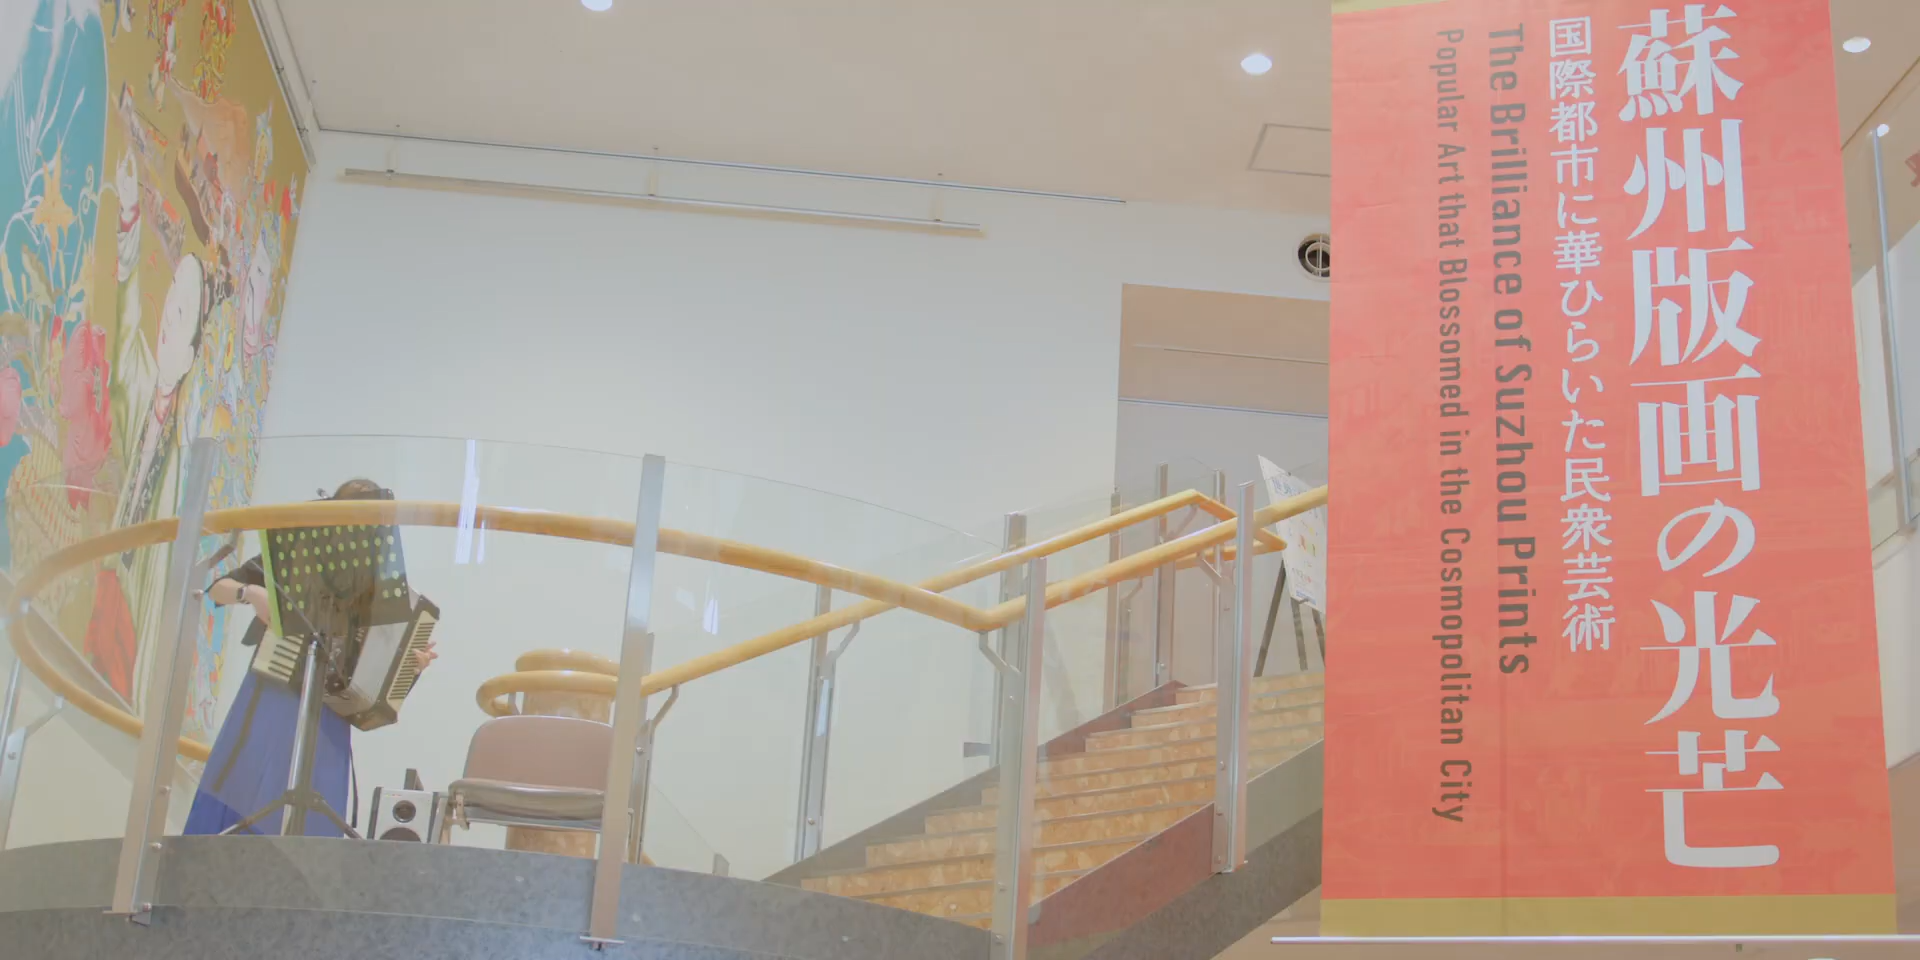 蘇州版画の光芒
国際都市に華ひらいた民衆芸術
The Brilliance of Suzhou Prints
Popular Art that Blossomed in the Cosmopolitan City